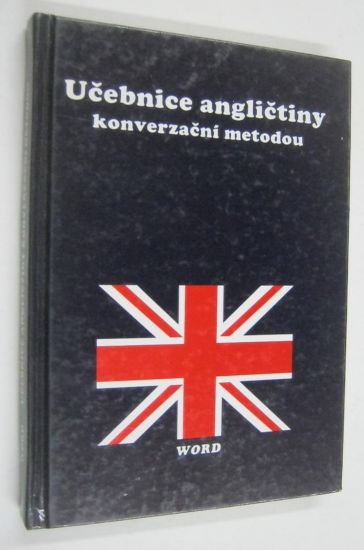 Učebnice angličtiny
konverzační metodou
WORD